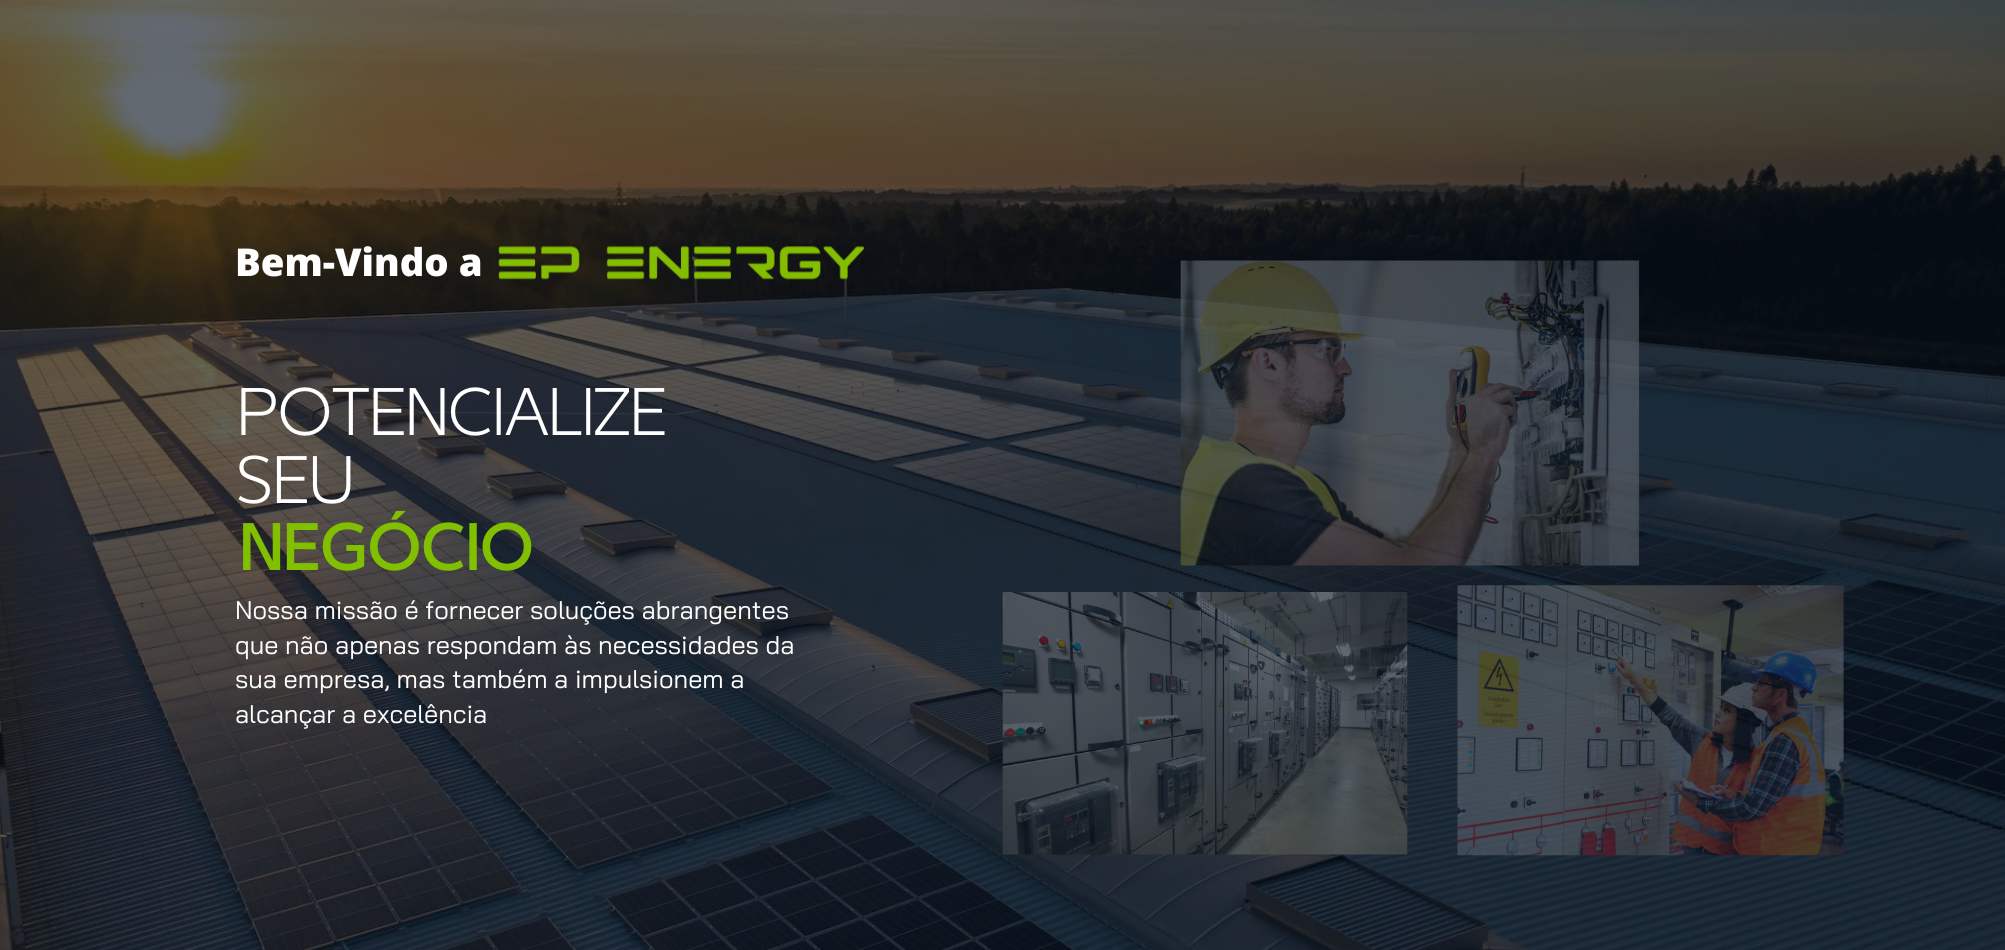 Bem-Vindo a EP ENERGY
POTENCIALIZE
SEU
NEGÓCIO
Nossa missão é fornecer soluções abrangentes
que não apenas respondam às necessidades da
sua empresa, mas também a impulsionem a
alcançar a excelência